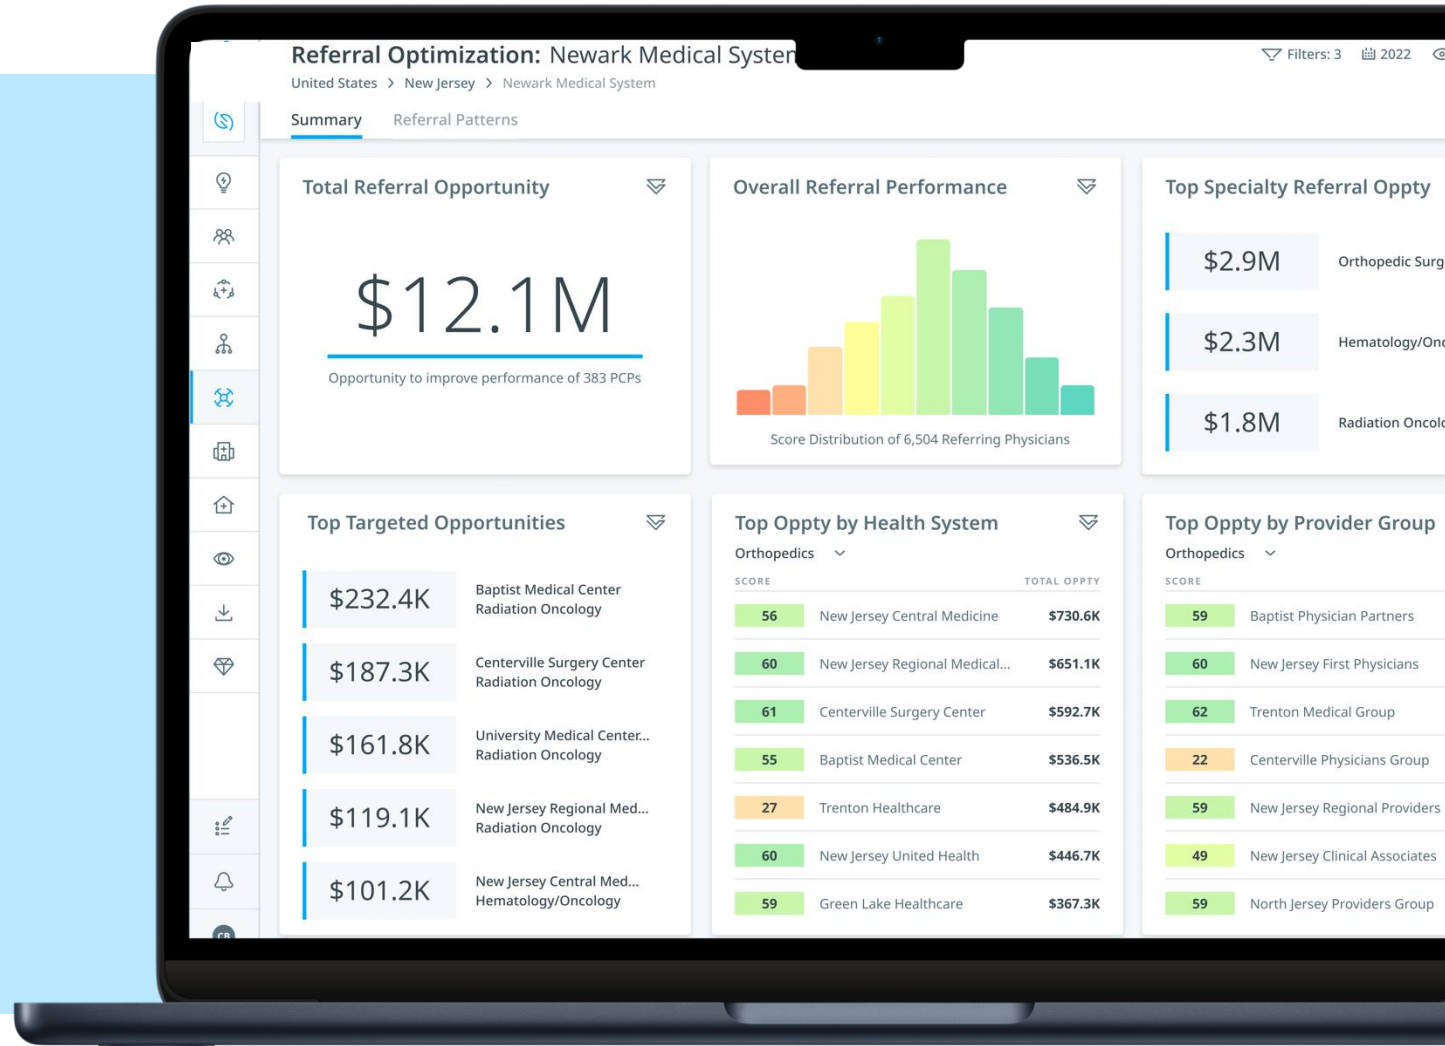 Referral Optimization: Newark Medical System
Filters: 3
2022
United States > New Jersey > Newark Medical System
Summary
Referral Patterns
Total Referral Opportunity
$12.1M
Opportunity to improve performance of 383 PCPs
Overall Referral Performance
Score Distribution of 6,504 Referring Physicians
Top Specialty Referral Oppty
$2.9M Orthopedic Surg
$2.3M Hematology/Onc
$1.8M Radiation Oncolo
Top Targeted Opportunities
$232.4K
Baptist Medical Center
Radiation Oncology
$187.3K
Centerville Surgery Center
Radiation Oncology
$161.8K
University Medical Center...
Radiation Oncology
$119.1K
New Jersey Regional Med...
Radiation Oncology
$101.2K
New Jersey Central Med...
Hematology/Oncology
Top Oppty by Health System
Orthopedics
SCORE TOTAL OPPTY
56 New Jersey Central Medicine $730.6K
60 New Jersey Regional Medical... $651.1K
61 Centerville Surgery Center $592.7K
55 Baptist Medical Center $536.5K
27 Trenton Healthcare $484.9K
60 New Jersey United Health $446.7K
59 Green Lake Healthcare $367.3K
Top Oppty by Provider Group
Orthopedics
SCORE
59 Baptist Physician Partners
60 New Jersey First Physicians
62 Trenton Medical Group
22 Centerville Physicians Group
59 New Jersey Regional Providers
49 New Jersey Clinical Associates
59 North Jersey Providers Group
CB